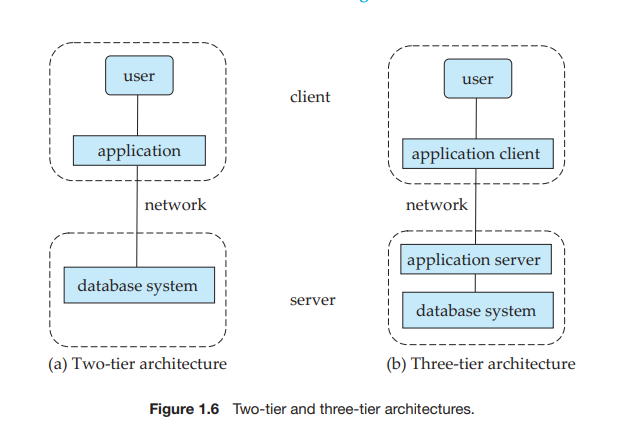 user
application
network
database system
(a) Two-tier architecture
client
server
user
application client
network
application server
database system
(b) Three-tier architecture
Figure 1.6 Two-tier and three-tier architectures.